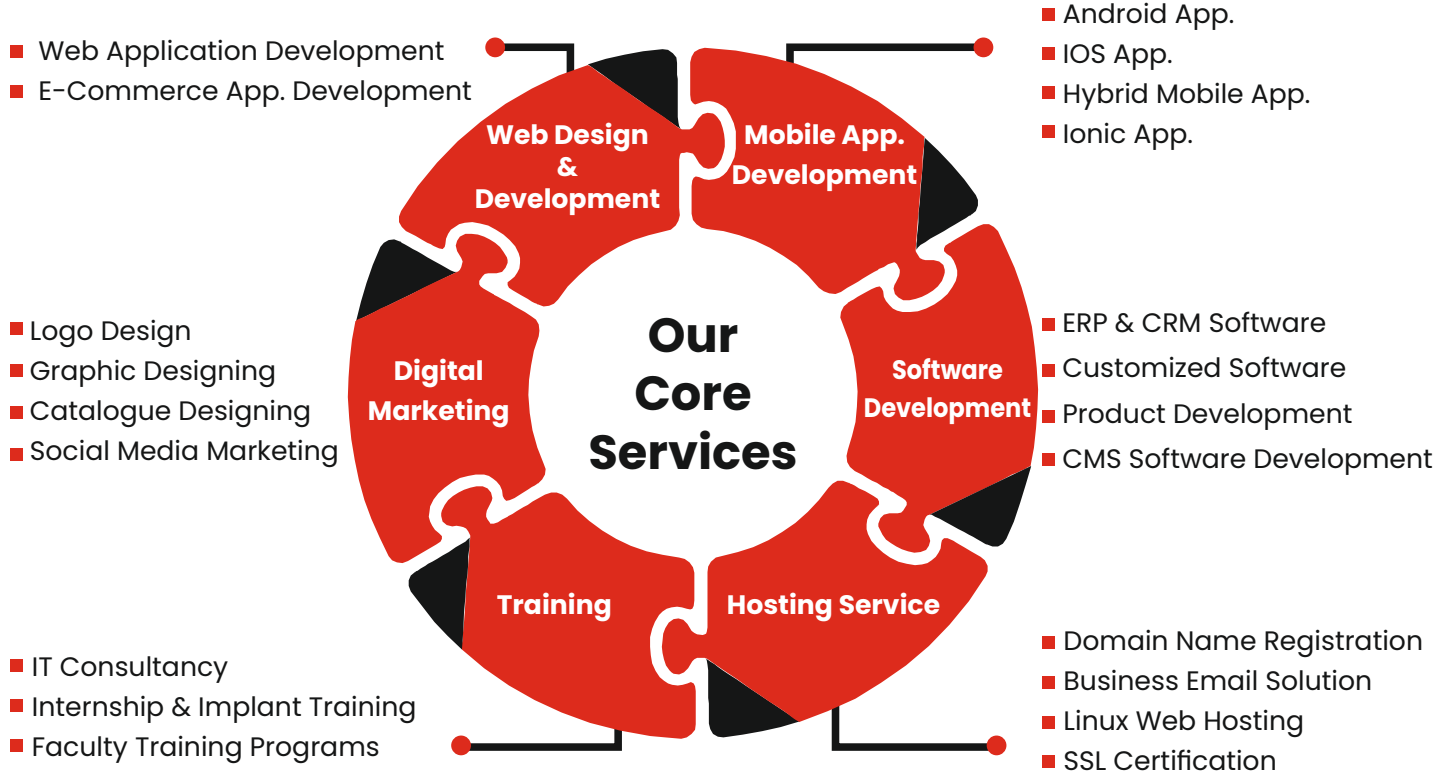 Web Application Development
E-Commerce App. Development
Android App.
IOS App.
Hybrid Mobile App.
Ionic App.
Web Design
&
Development
Mobile App.
Development
Logo Design
Graphic Designing
Catalogue Designing
Social Media Marketing
Digital
Marketing
Our
Core
Services
Software
Development
ERP & CRM Software
Customized Software
Product Development
CMS Software Development
Training
Hosting Service
IT Consultancy
Internship & Implant Training
Faculty Training Programs
Domain Name Registration
Business Email Solution
Linux Web Hosting
SSL Certification